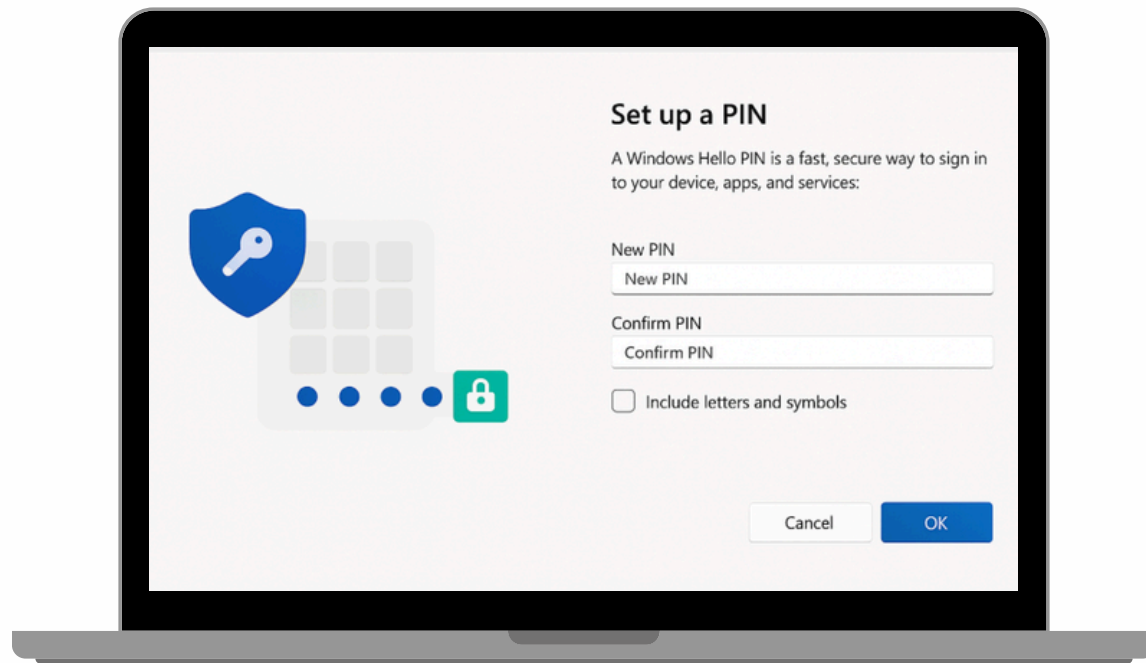 Set up a PIN
A Windows Hello PIN is a fast, secure way to sign in
to your device, apps, and services:
New PIN
New PIN
Confirm PIN
Confirm PIN
Include letters and symbols
Cancel
OK